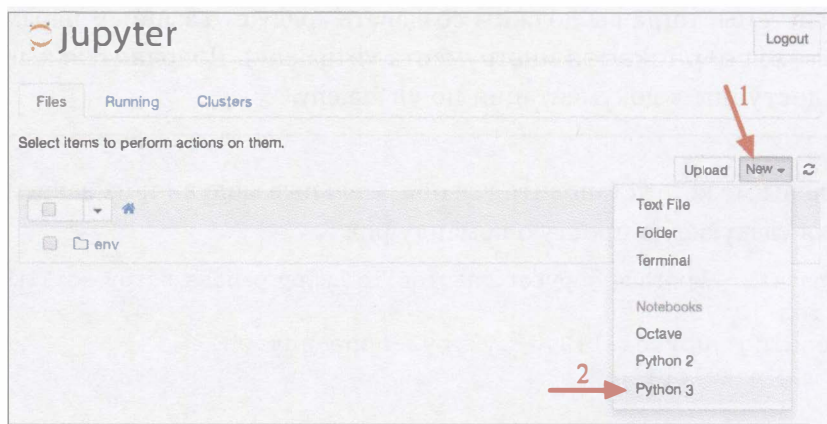 jupyter
Logout
1
Files Running Clusters
Select items to perform actions on them.
Upload New
env
Text File
Folder
Terminal
Notebooks
Octave
Python 2
2
Python 3